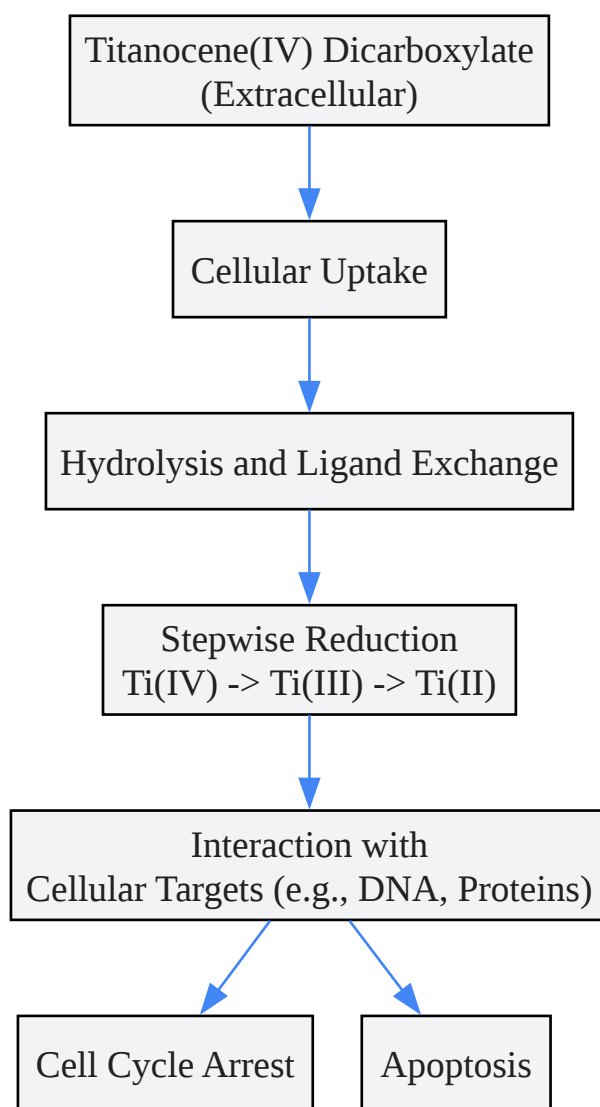 Titanocene(IV) Dicarboxylate
(Extracellular)
Cellular Uptake
Hydrolysis and Ligand Exchange
Stepwise Reduction
Ti(IV) -> Ti(III) -> Ti(II)
Interaction with
Cellular Targets (e.g., DNA, Proteins)
Cell Cycle Arrest
Apoptosis